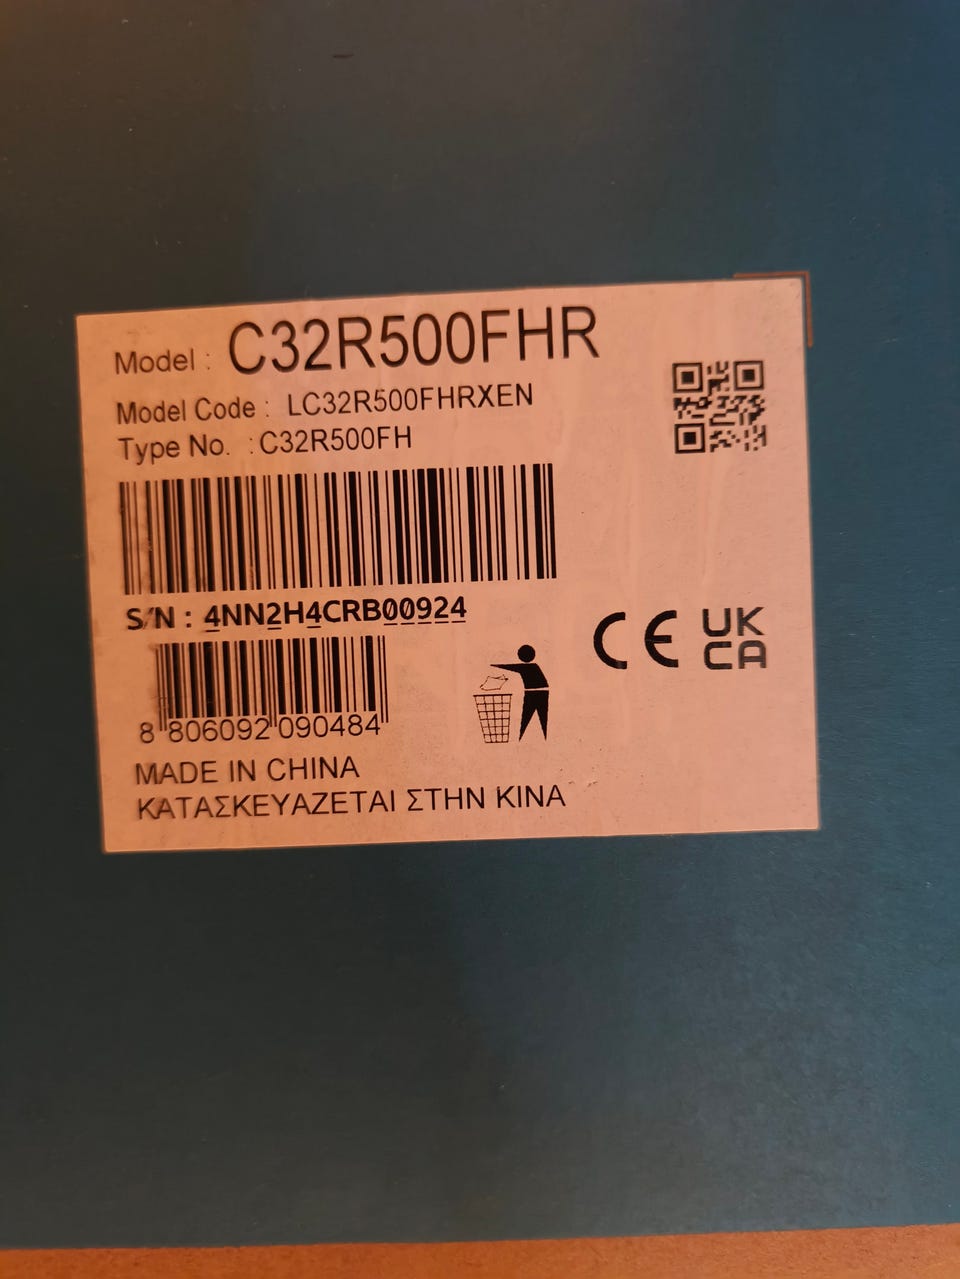 Model : C32R500FHR
Model Code : LC32R500FHRXEN
Type No. : C32R500FH
S/N : 4NN2H4CRB00924
8 806092 090484
CE UK
CA
MADE IN CHINA
ΚΑΤΑΣΚΕΥΑΖΕΤΑΙ ΣΤΗΝ ΚΙΝΑ